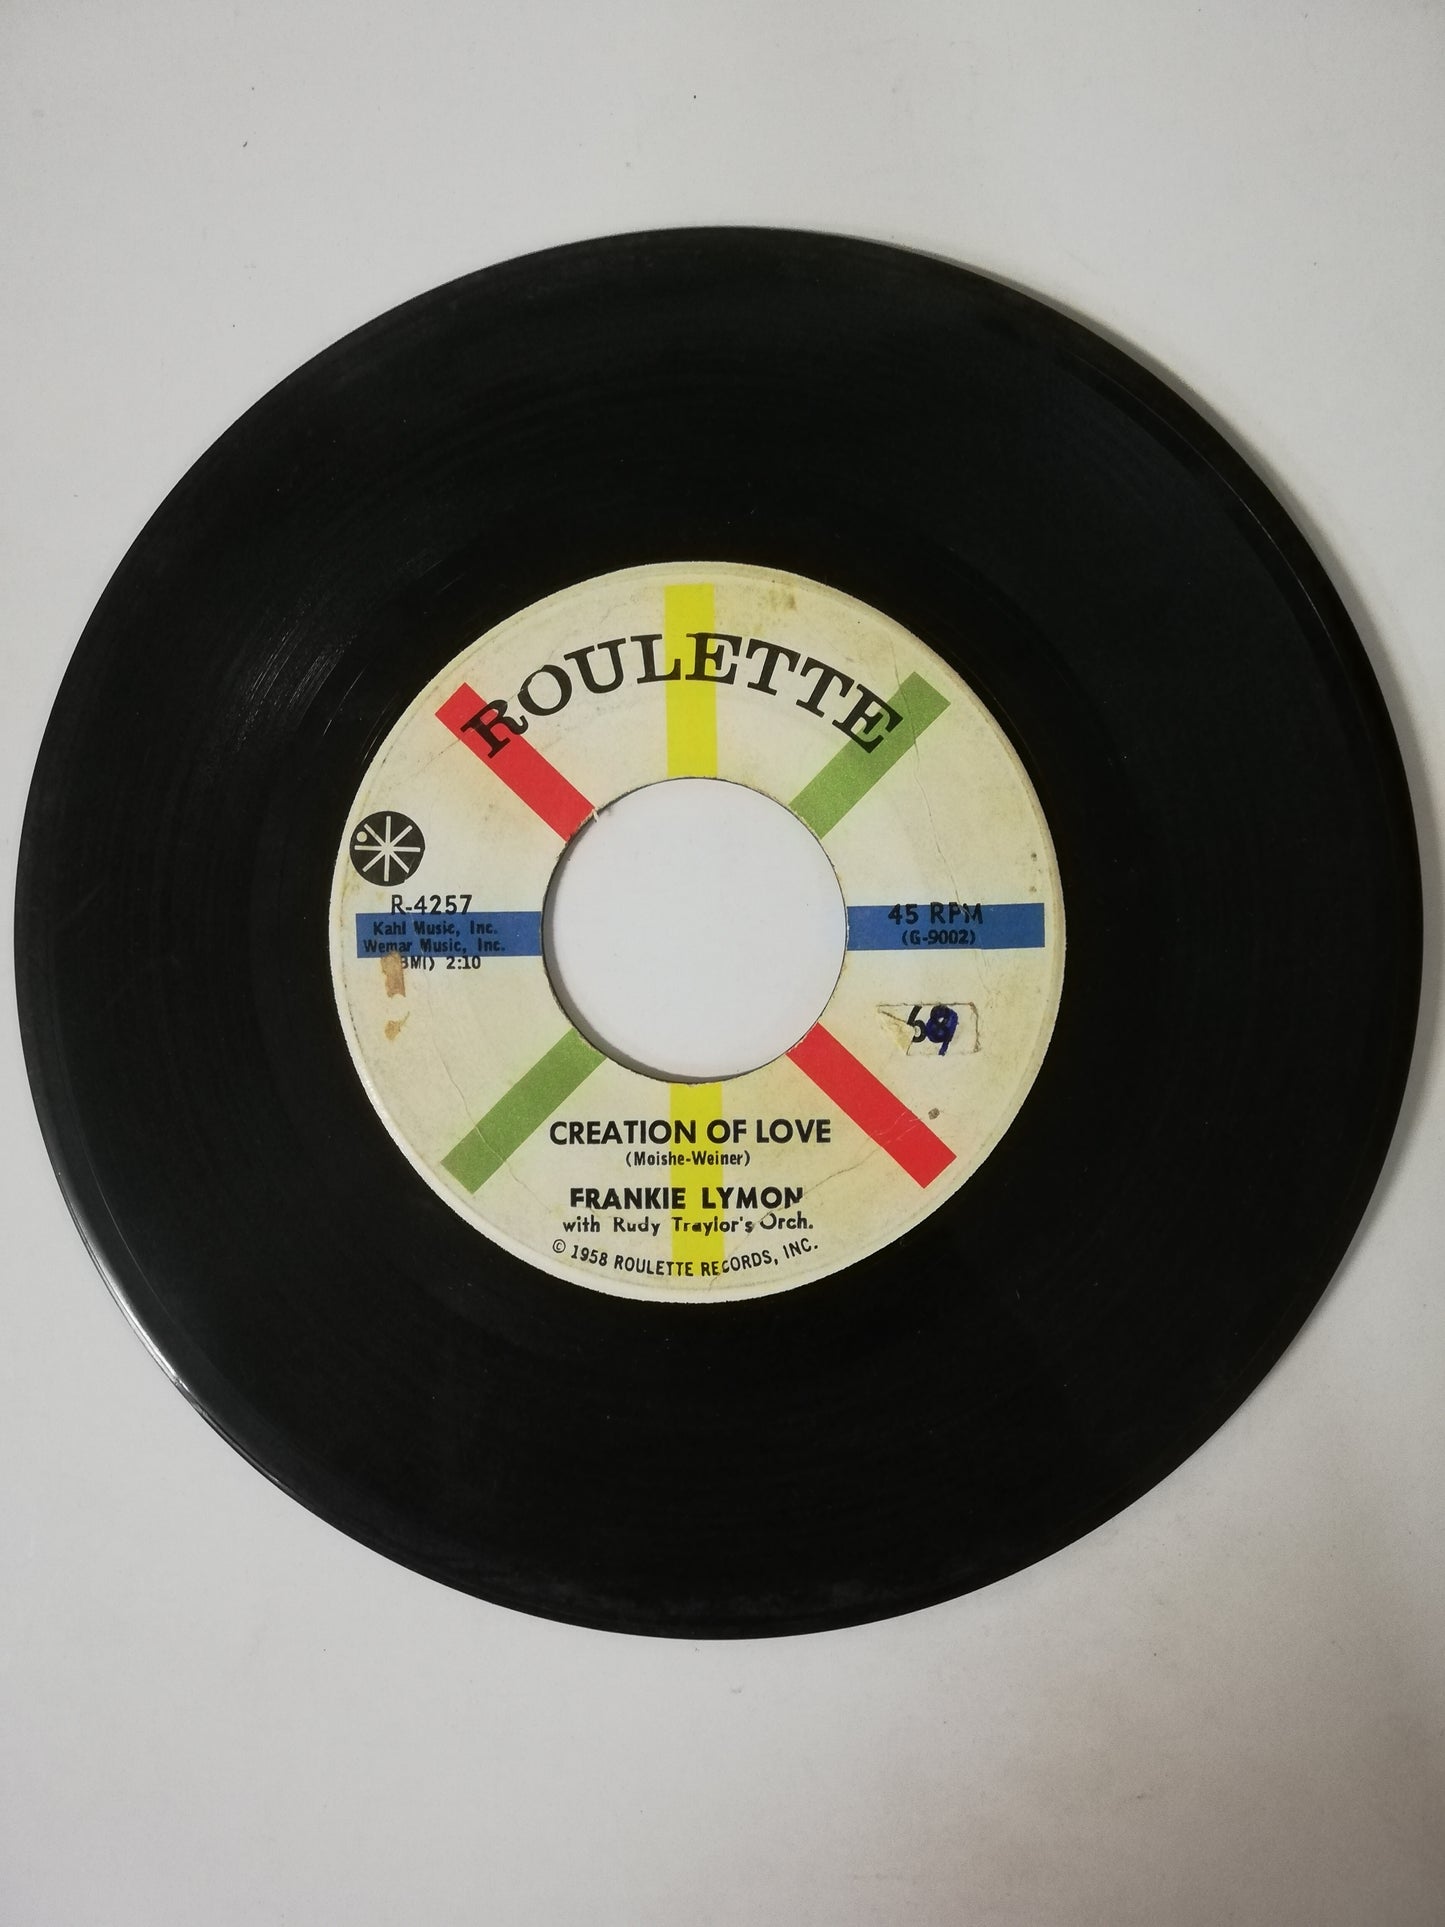 ROULETTE
R-4257
Kahl Music, Inc.
Wemar Music, Inc.
BMI) 2:10
45 RPM
(G-9002)
CREATION OF LOVE
(Moishe-Weiner)
FRANKIE LYMON
with Rudy Traylor's Orch.
© 1958 ROULETTE RECORDS, INC.